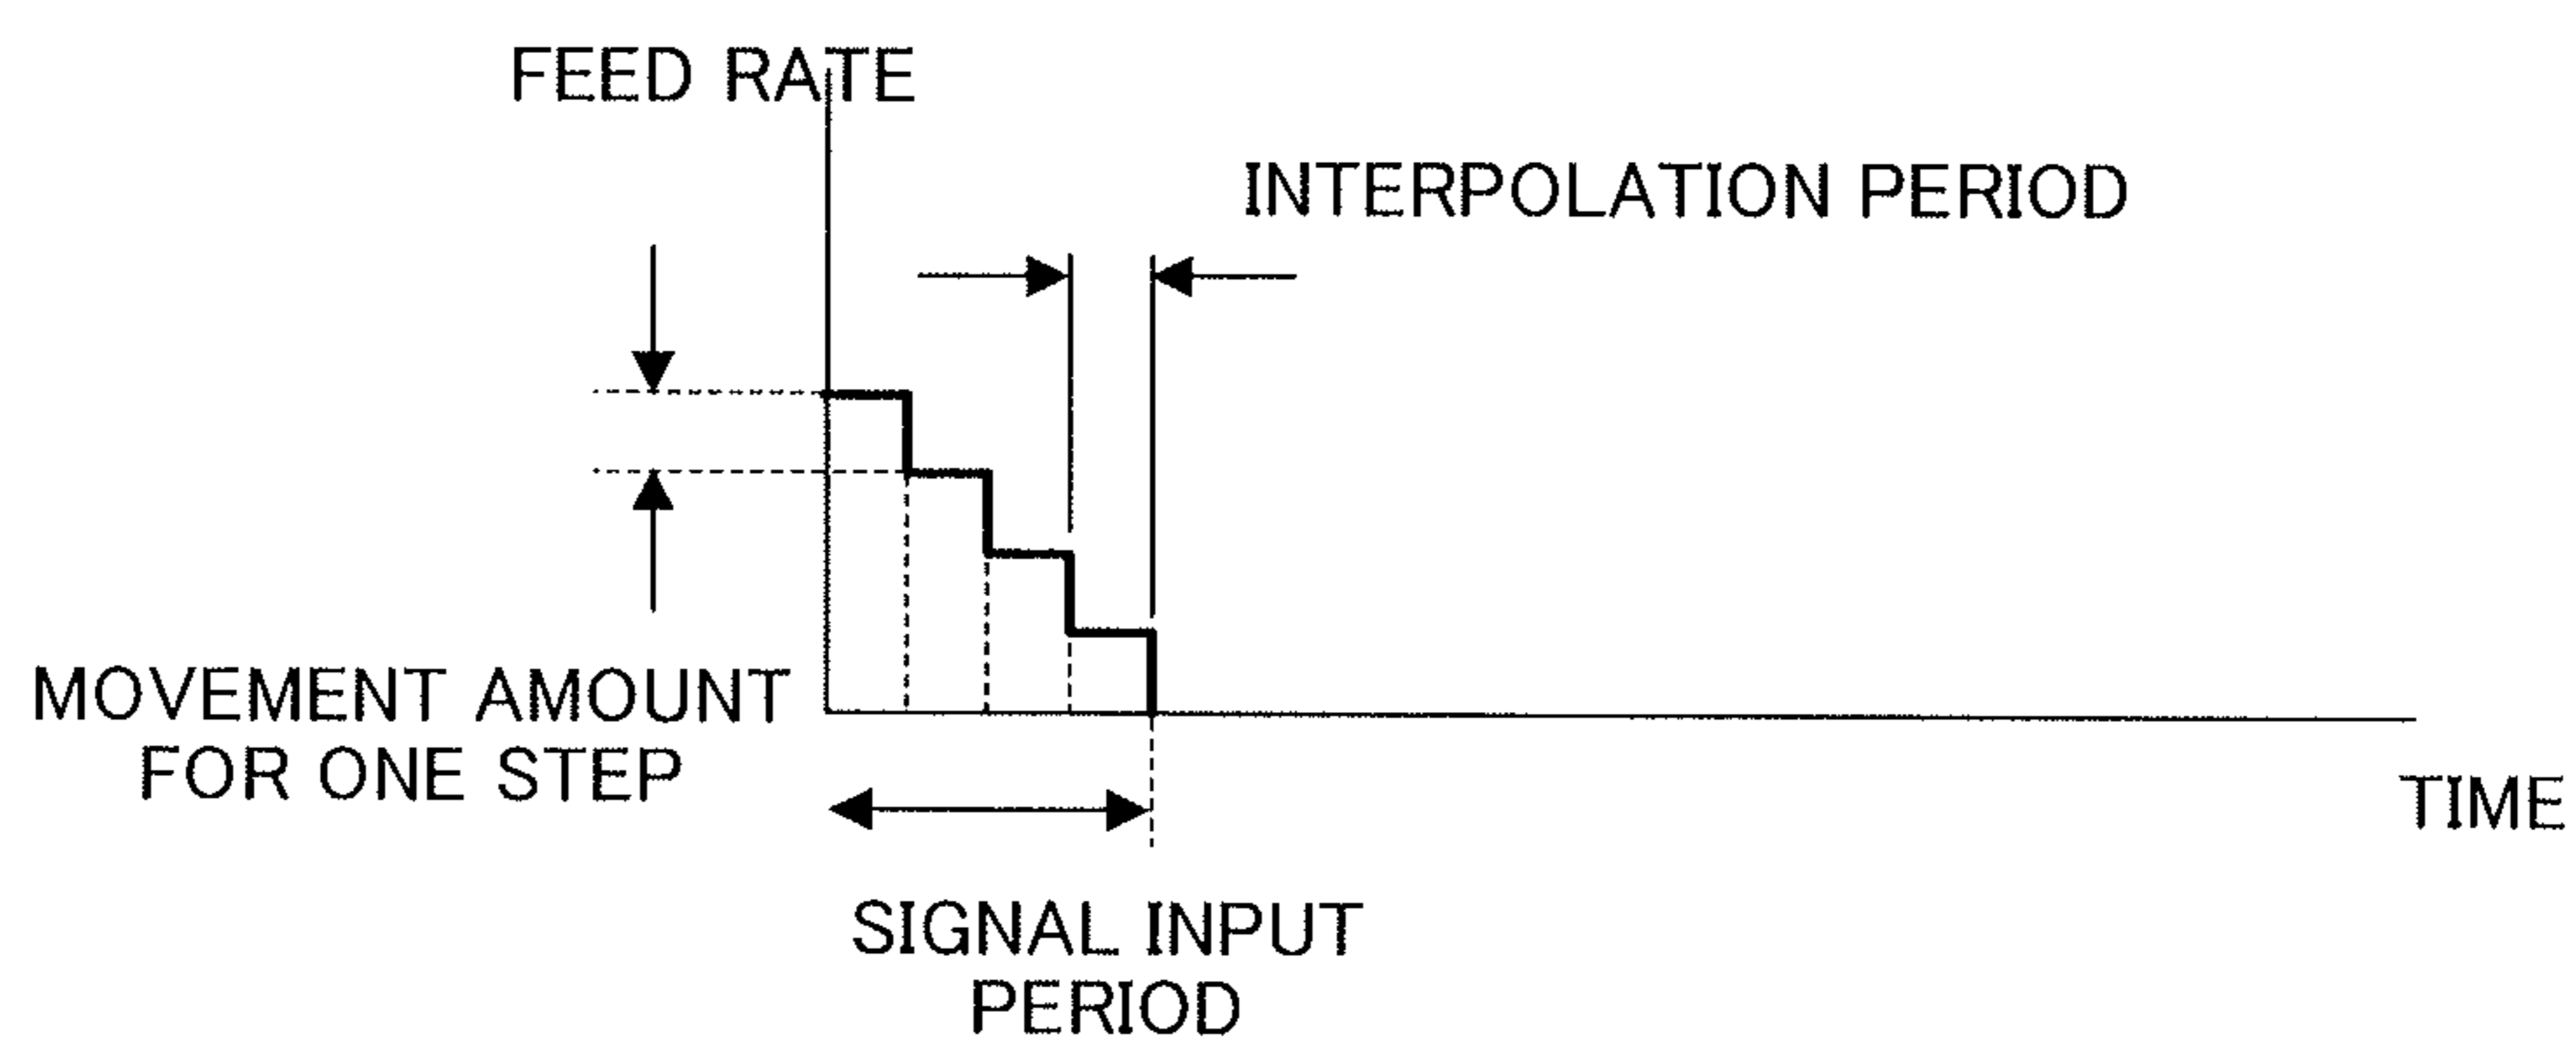 FEED RATE
INTERPOLATION PERIOD
MOVEMENT AMOUNT
FOR ONE STEP
TIME
SIGNAL INPUT
PERIOD